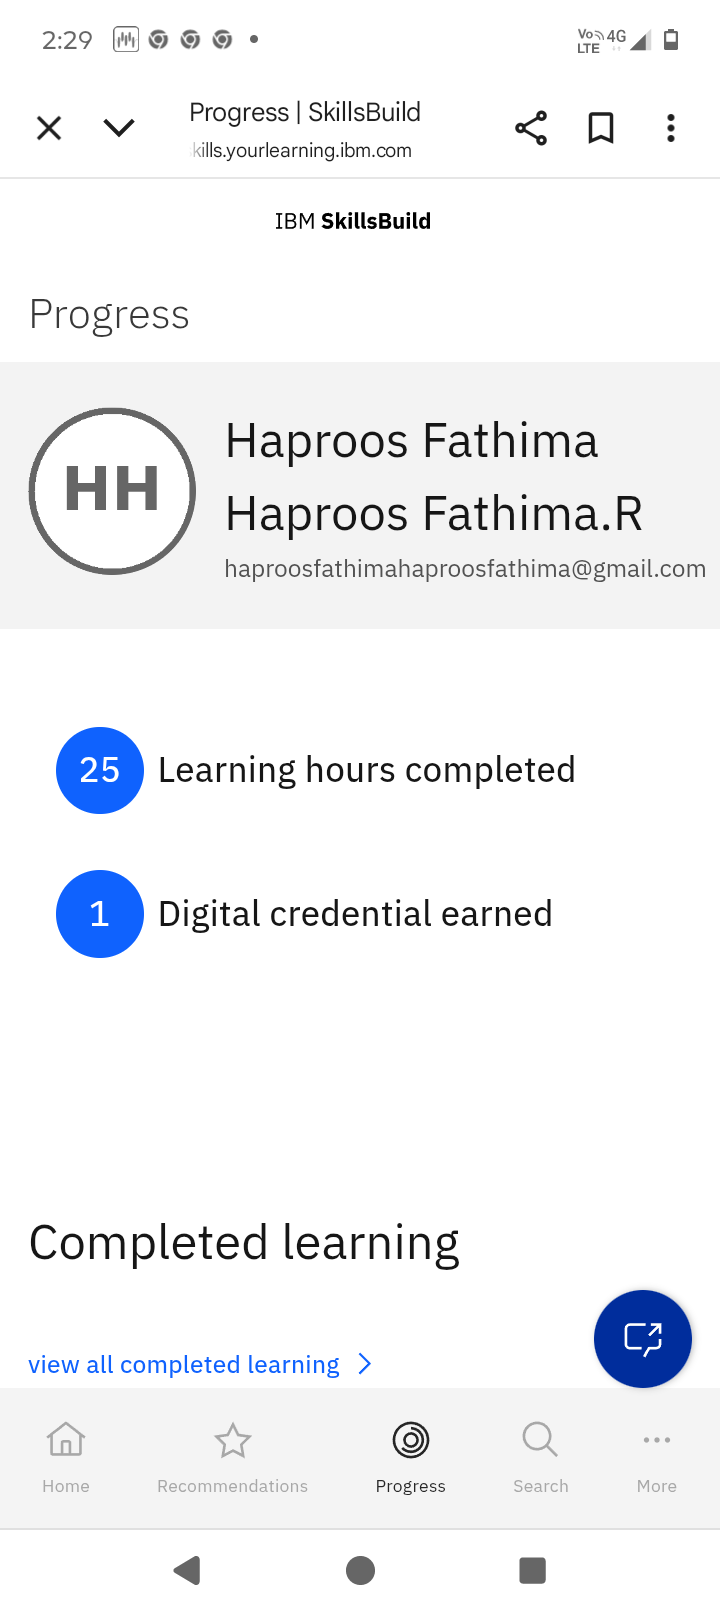 2:29
Vo 4G
LTE
Progress | SkillsBuild
kills.yourlearning.ibm.com
IBM SkillsBuild
Progress
HH
Haproos Fathima
Haproos Fathima.R
haproosfathimahaproosfathima@gmail.com
25 Learning hours completed
1 Digital credential earned
Completed learning
view all completed learning
Home Recommendations Progress Search More